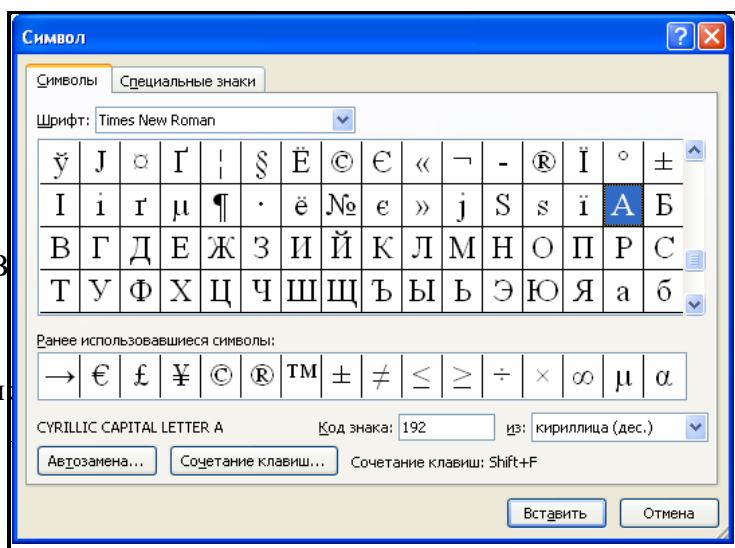 Символ
Символы Специальные знаки
Шрифт: Times New Roman
ў Ј ¤ Ґ ¦ § Ё © Є « ¬ - ® Ї ° ±
І і ґ µ ¶ · ё № є » ј Ѕ ѕ ї А Б
В Г Д Е Ж З И Й К Л М Н О П Р С
Т У Ф Х Ц Ч Ш Щ Ъ Ы Ь Э Ю Я а б
Ранее использовавшиеся символы:
→ € £ ¥ © ® ™ ± ≠ ≤ ≥ ÷ × ∞ µ α
CYRILLIC CAPITAL LETTER A Код знака: 192 из: кириллица (дес.)
Автозамена... Сочетание клавиш... Сочетание клавиш: Shift+F
Вставить Отмена